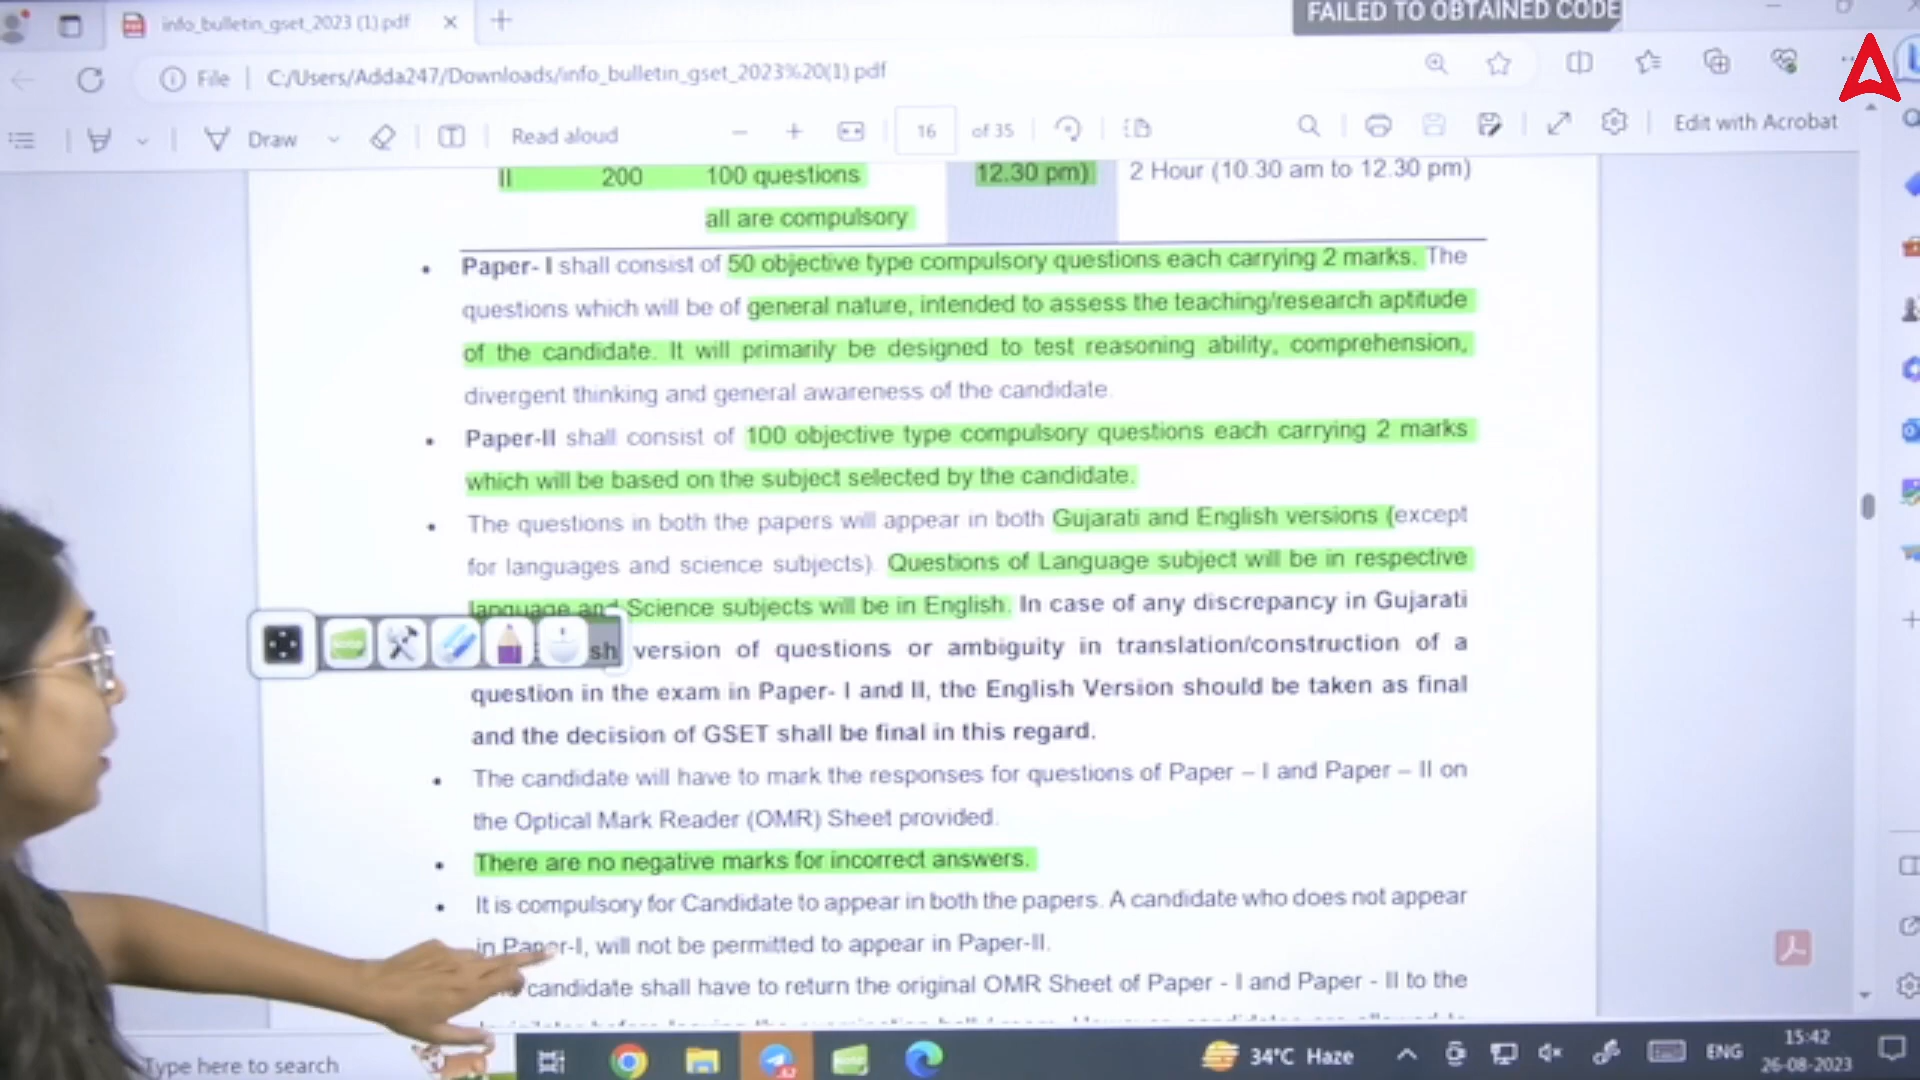 info_bulletin_gset_2023 (1).pdf
FAILED TO OBTAINED CODE
File
C:/Users/Adda247/Downloads/info_bulletin_gset_2023%20(1).pdf
Draw
Read aloud
16
of 35
Edit with Acrobat
II 200 100 questions 12.30 pm) 2 Hour (10.30 am to 12.30 pm)
all are compulsory
• Paper- I shall consist of 50 objective type compulsory questions each carrying 2 marks. The
questions which will be of general nature, intended to assess the teaching/research aptitude
of the candidate. It will primarily be designed to test reasoning ability, comprehension,
divergent thinking and general awareness of the candidate.
• Paper-II shall consist of 100 objective type compulsory questions each carrying 2 marks
which will be based on the subject selected by the candidate.
• The questions in both the papers will appear in both Gujarati and English versions (except
for languages and science subjects). Questions of Language subject will be in respective
language and Science subjects will be in English. In case of any discrepancy in Gujarati
sh version of questions or ambiguity in translation/construction of a
question in the exam in Paper- I and II, the English Version should be taken as final
and the decision of GSET shall be final in this regard.
• The candidate will have to mark the responses for questions of Paper – I and Paper – II on
the Optical Mark Reader (OMR) Sheet provided.
• There are no negative marks for incorrect answers.
• It is compulsory for Candidate to appear in both the papers. A candidate who does not appear
in Paper-I, will not be permitted to appear in Paper-II.
candidate shall have to return the original OMR Sheet of Paper - I and Paper - II to the
Type here to search
34°C Haze
ENG
15:42
26-08-2023